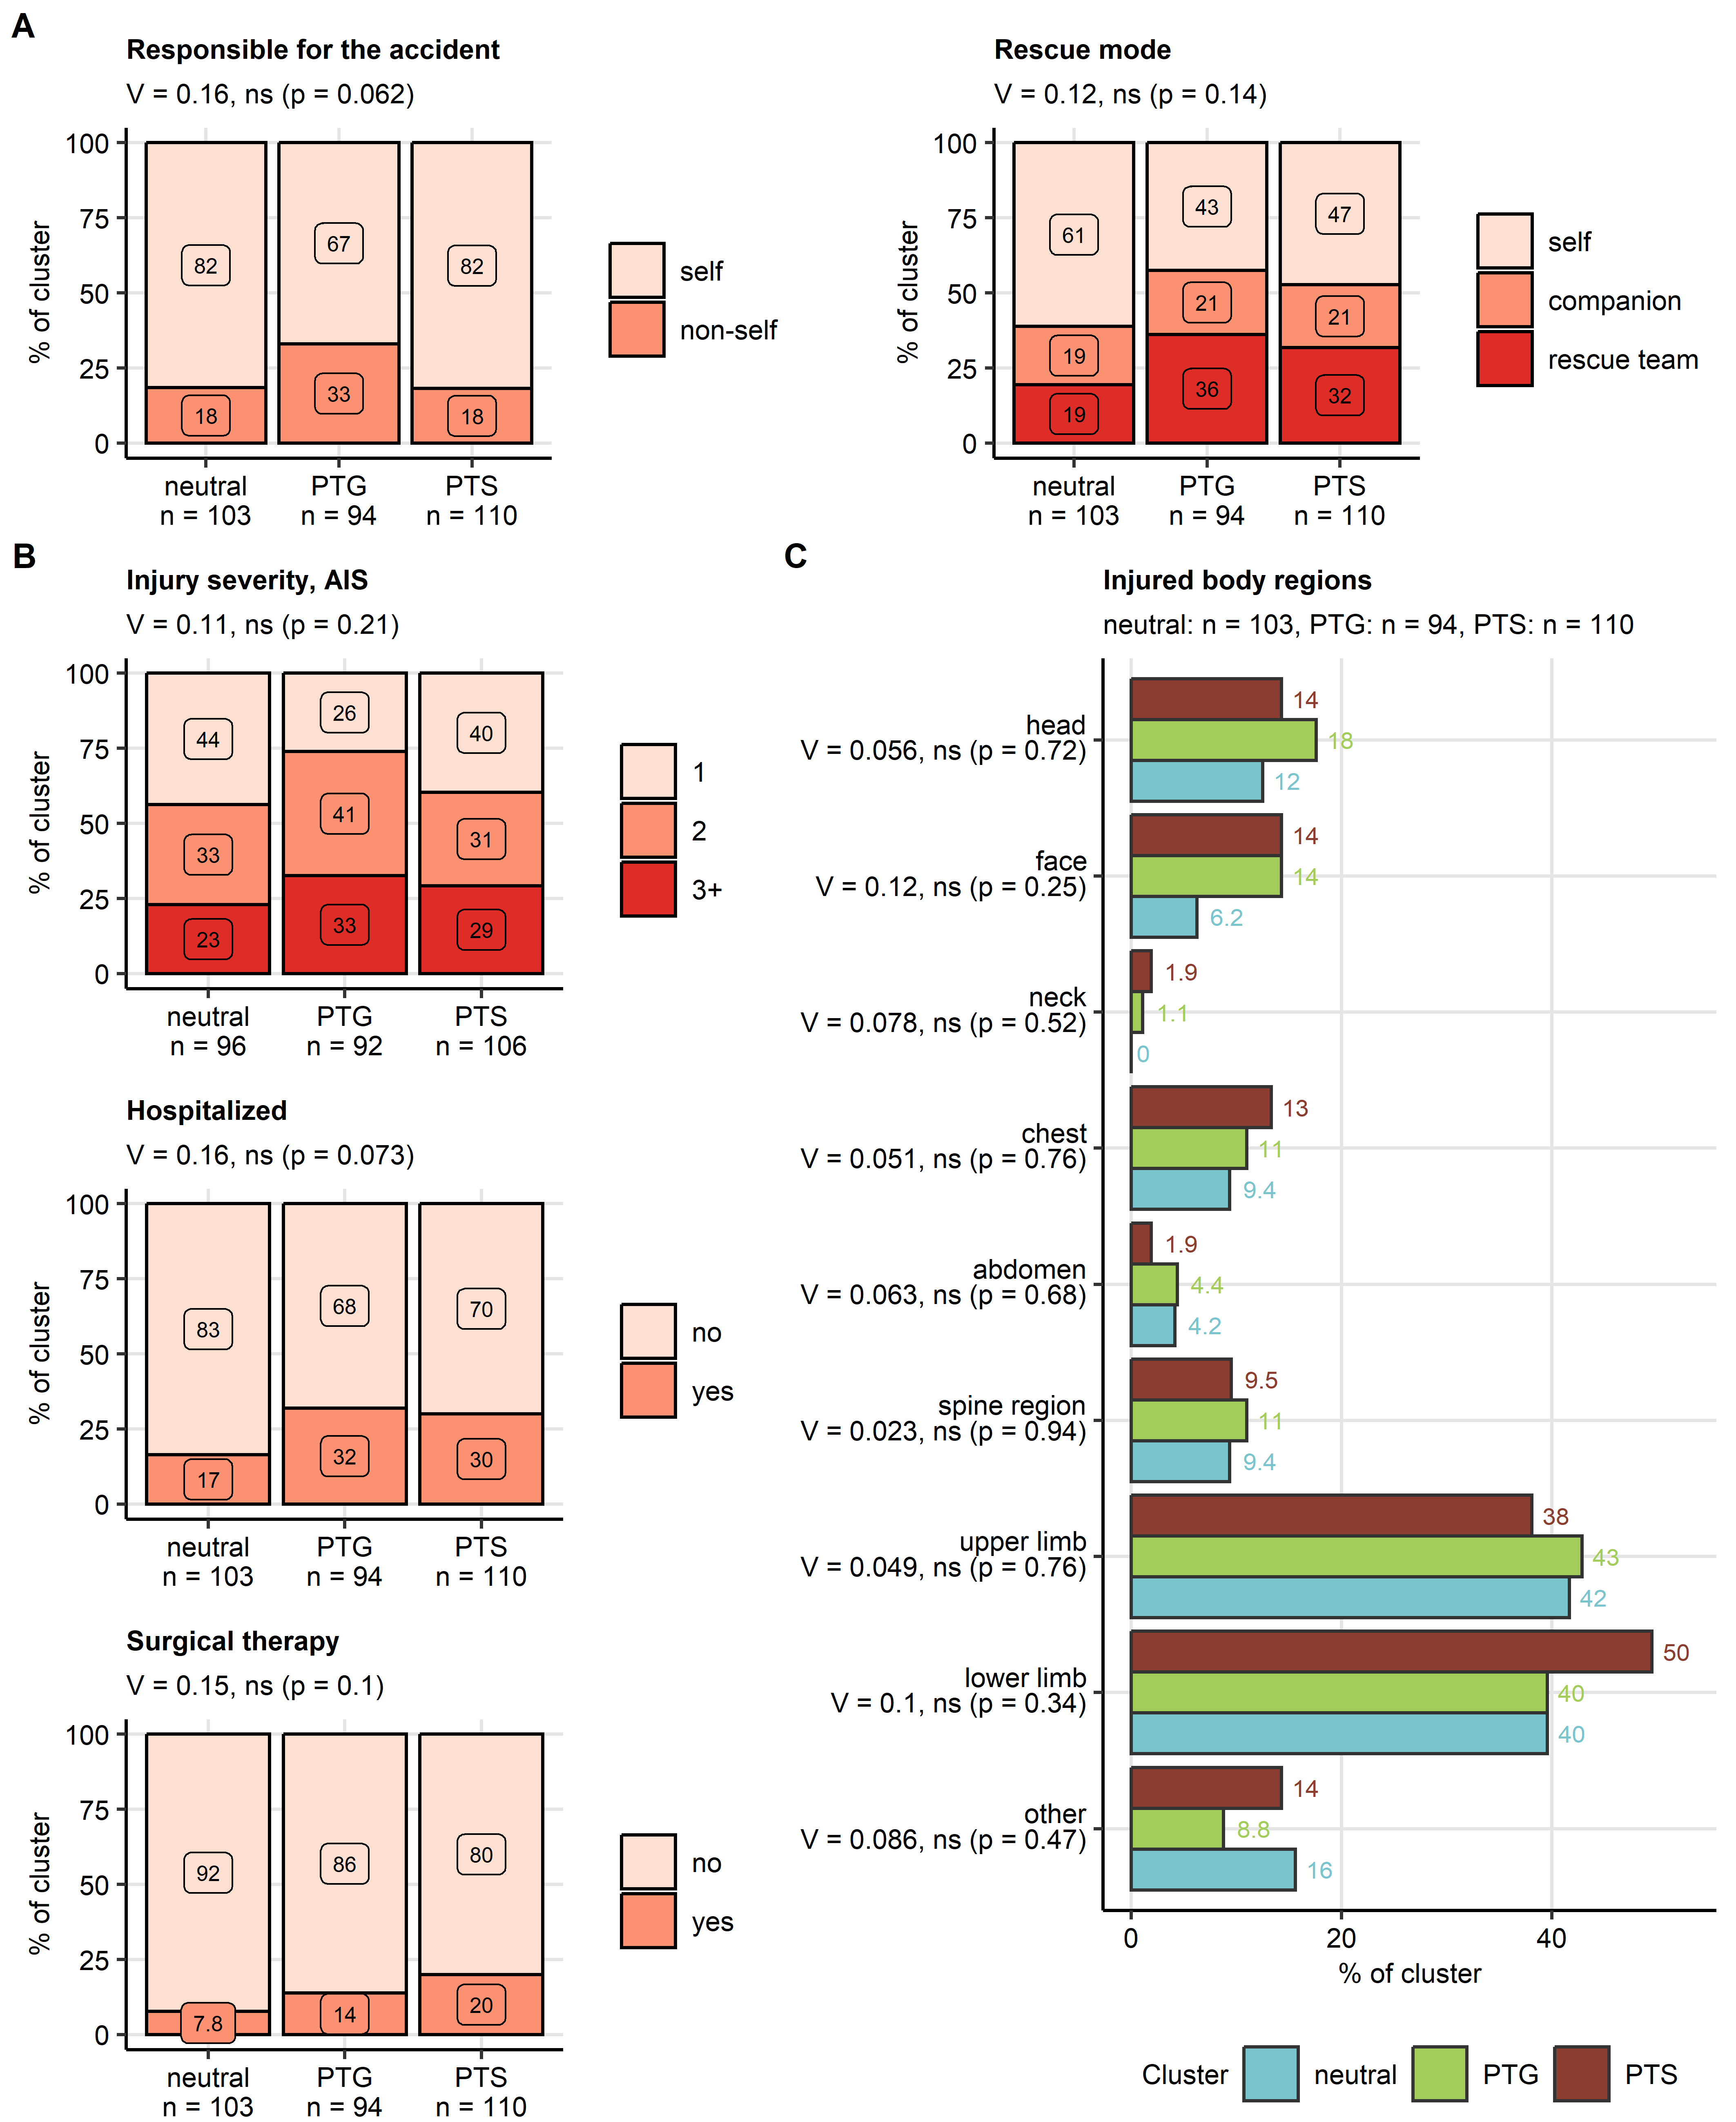 A
Responsible for the accident
V = 0.16, ns (p = 0.062)
% of cluster
100
75
50
25
0
82
67
82
18
33
18
neutral
n = 103
PTG
n = 94
PTS
n = 110
self
non-self
Rescue mode
V = 0.12, ns (p = 0.14)
% of cluster
100
75
50
25
0
61
43
47
19
21
21
19
36
32
neutral
n = 103
PTG
n = 94
PTS
n = 110
self
companion
rescue team
B
Injury severity, AIS
V = 0.11, ns (p = 0.21)
% of cluster
100
75
50
25
0
44
26
40
33
41
31
23
33
29
neutral
n = 96
PTG
n = 92
PTS
n = 106
1
2
3+
Hospitalized
V = 0.16, ns (p = 0.073)
% of cluster
100
75
50
25
0
83
68
70
17
32
30
neutral
n = 103
PTG
n = 94
PTS
n = 110
no
yes
Surgical therapy
V = 0.15, ns (p = 0.1)
% of cluster
100
75
50
25
0
92
86
80
7.8
14
20
neutral
n = 103
PTG
n = 94
PTS
n = 110
no
yes
C
Injured body regions
neutral: n = 103, PTG: n = 94, PTS: n = 110
head
V = 0.056, ns (p = 0.72)
14
18
12
face
V = 0.12, ns (p = 0.25)
14
14
6.2
neck
V = 0.078, ns (p = 0.52)
1.9
1.1
0
chest
V = 0.051, ns (p = 0.76)
13
11
9.4
abdomen
V = 0.063, ns (p = 0.68)
1.9
4.4
4.2
spine region
V = 0.023, ns (p = 0.94)
9.5
11
9.4
upper limb
V = 0.049, ns (p = 0.76)
38
43
42
lower limb
V = 0.1, ns (p = 0.34)
50
40
40
other
V = 0.086, ns (p = 0.47)
14
8.8
16
0
20
40
% of cluster
Cluster
neutral
PTG
PTS